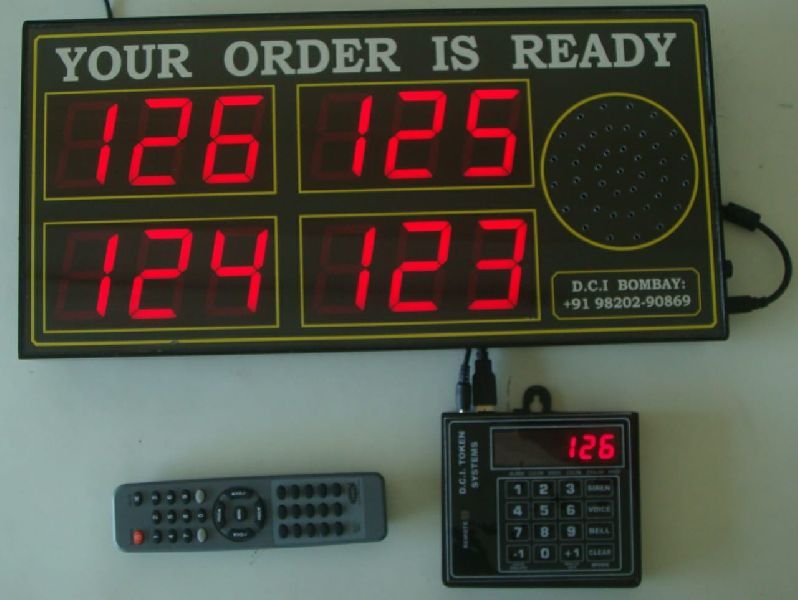 YOUR ORDER IS READY
126 125
124 123
D.C.I BOMBAY:
+91 98202-90869
D.C.I. TOKEN
SYSTEMS
126
1 2 3 SIREN
4 5 6 VOICE
7 8 9 BELL
-1 0 +1 CLEAR
REMOTE